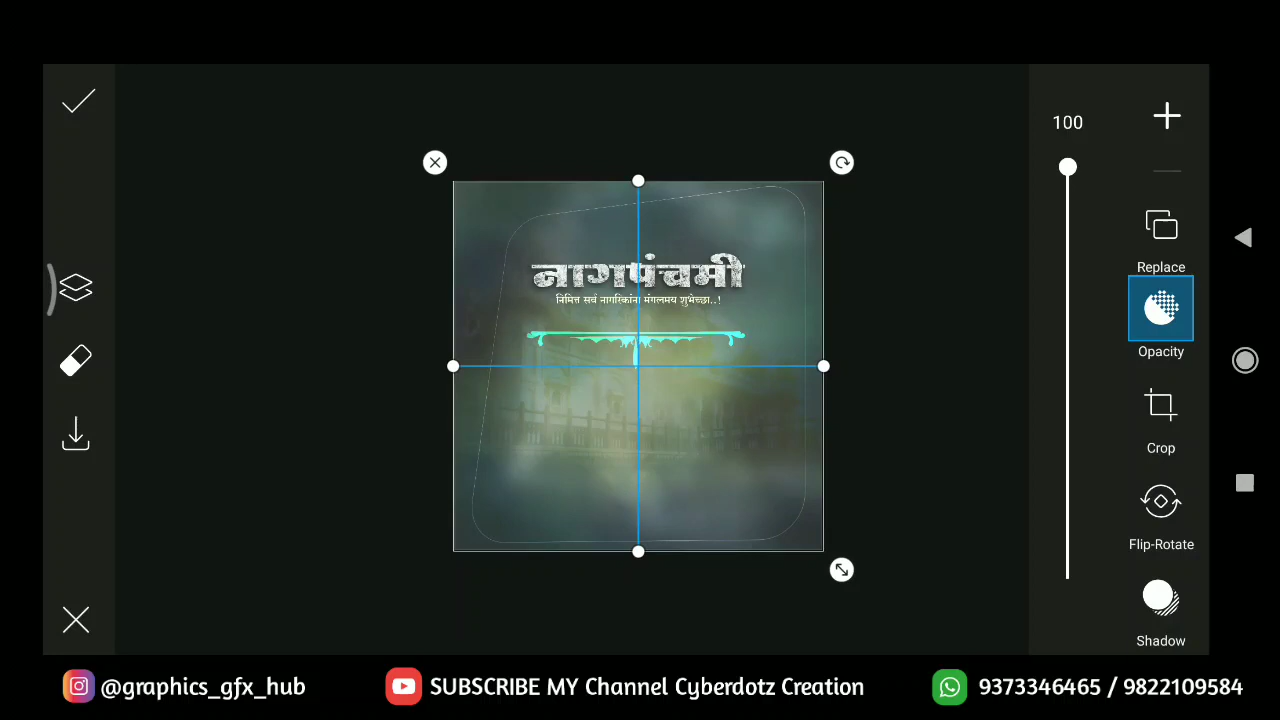 100
नागपंचमी
निमित्त सर्व नागरिकांना मंगलमय शुभेच्छा..!
Replace
Opacity
Crop
Flip-Rotate
Shadow
@graphics_gfx_hub
SUBSCRIBE MY Channel Cyberdotz Creation
9373346465 / 9822109584